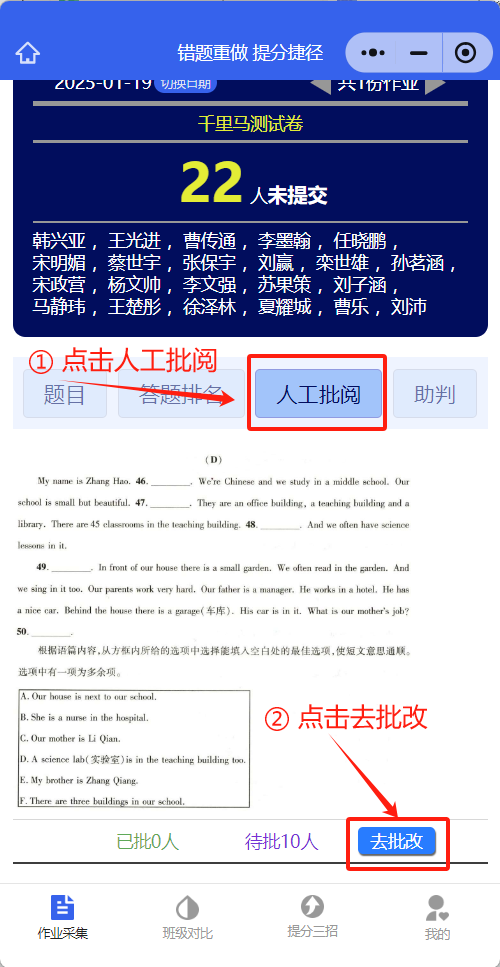 错题重做 提分捷径
2025-01-19 切换日期 共1份作业
千里马测试卷
22 人未提交
韩兴亚 ， 王光进 ， 曹传通 ， 李墨翰 ， 任晓鹏 ，
宋明媚 ， 蔡世宇 ， 张保宇 ， 刘赢 ， 栾世雄 ， 孙茗涵 ，
宋政营 ， 杨文帅 ， 李文强 ， 苏果策 ， 刘子涵 ，
马静玮 ， 王楚彤 ， 徐泽林 ， 夏耀城 ， 曹乐 ， 刘沛
① 点击人工批阅
题目 答题排名 人工批阅 助判
(D)
My name is Zhang Hao. 46. ________. We're Chinese and we study in a middle school. Our
school is small but beautiful. 47. ________. They are an office building, a teaching building and a
library. There are 45 classrooms in the teaching building. 48. ________. And we often have science
lessons in it.
49. ________. In front of our house there is a small garden. We often read in the garden. And
we sing in it too. Our parents work very hard. Our father is a manager. He works in a hotel. He has
a nice car. Behind the house there is a garage(车库). His car is in it. What is our mother's job?
50. ________.
根据语篇内容,从方框内所给的选项中选择能填入空白处的最佳选项,使短文意思通顺。
选项中有一项为多余项。
A. Our house is next to our school.
B. She is a nurse in the hospital.
C. Our mother is Li Qian.
D. A science lab(实验室)is in the teaching building too.
E. My brother is Zhang Qiang.
F. There are three buildings in our school.
② 点击去批改
已批0人 待批10人 去批改
作业采集 班级对比 提分三招 我的